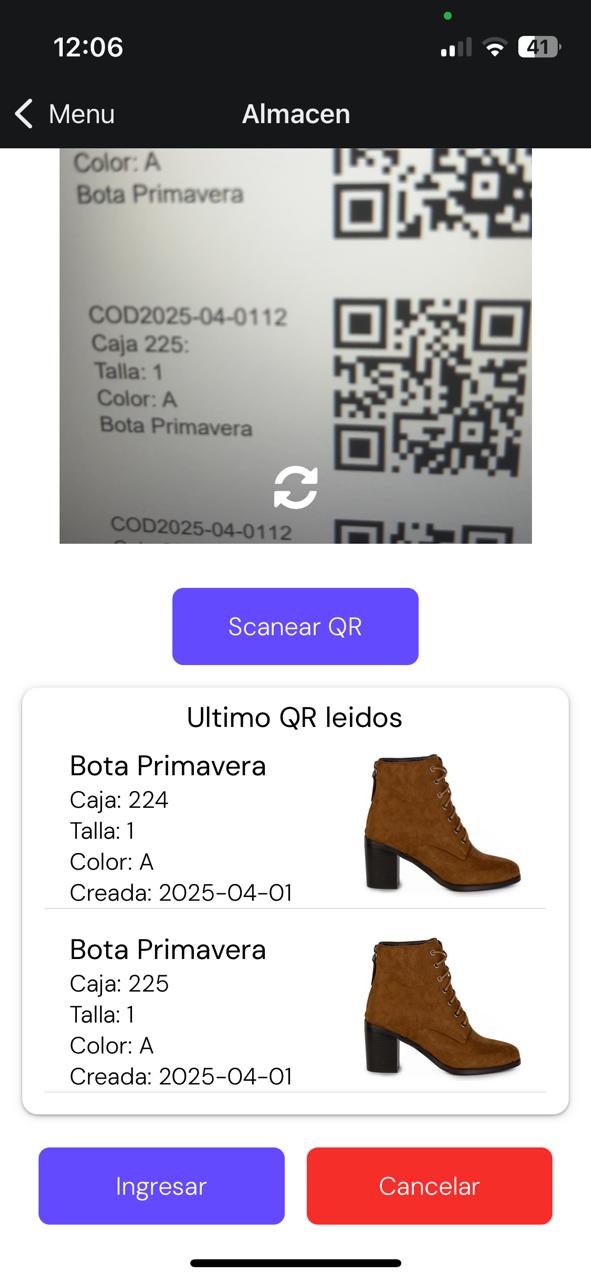 12:06
41
Menu
Almacen
Color: A
Bota Primavera
COD2025-04-0112
Caja 225:
Talla: 1
Color: A
Bota Primavera
COD2025-04-0112
Scanear QR
Ultimo QR leidos
Bota Primavera
Caja: 224
Talla: 1
Color: A
Creada: 2025-04-01
Bota Primavera
Caja: 225
Talla: 1
Color: A
Creada: 2025-04-01
Ingresar
Cancelar